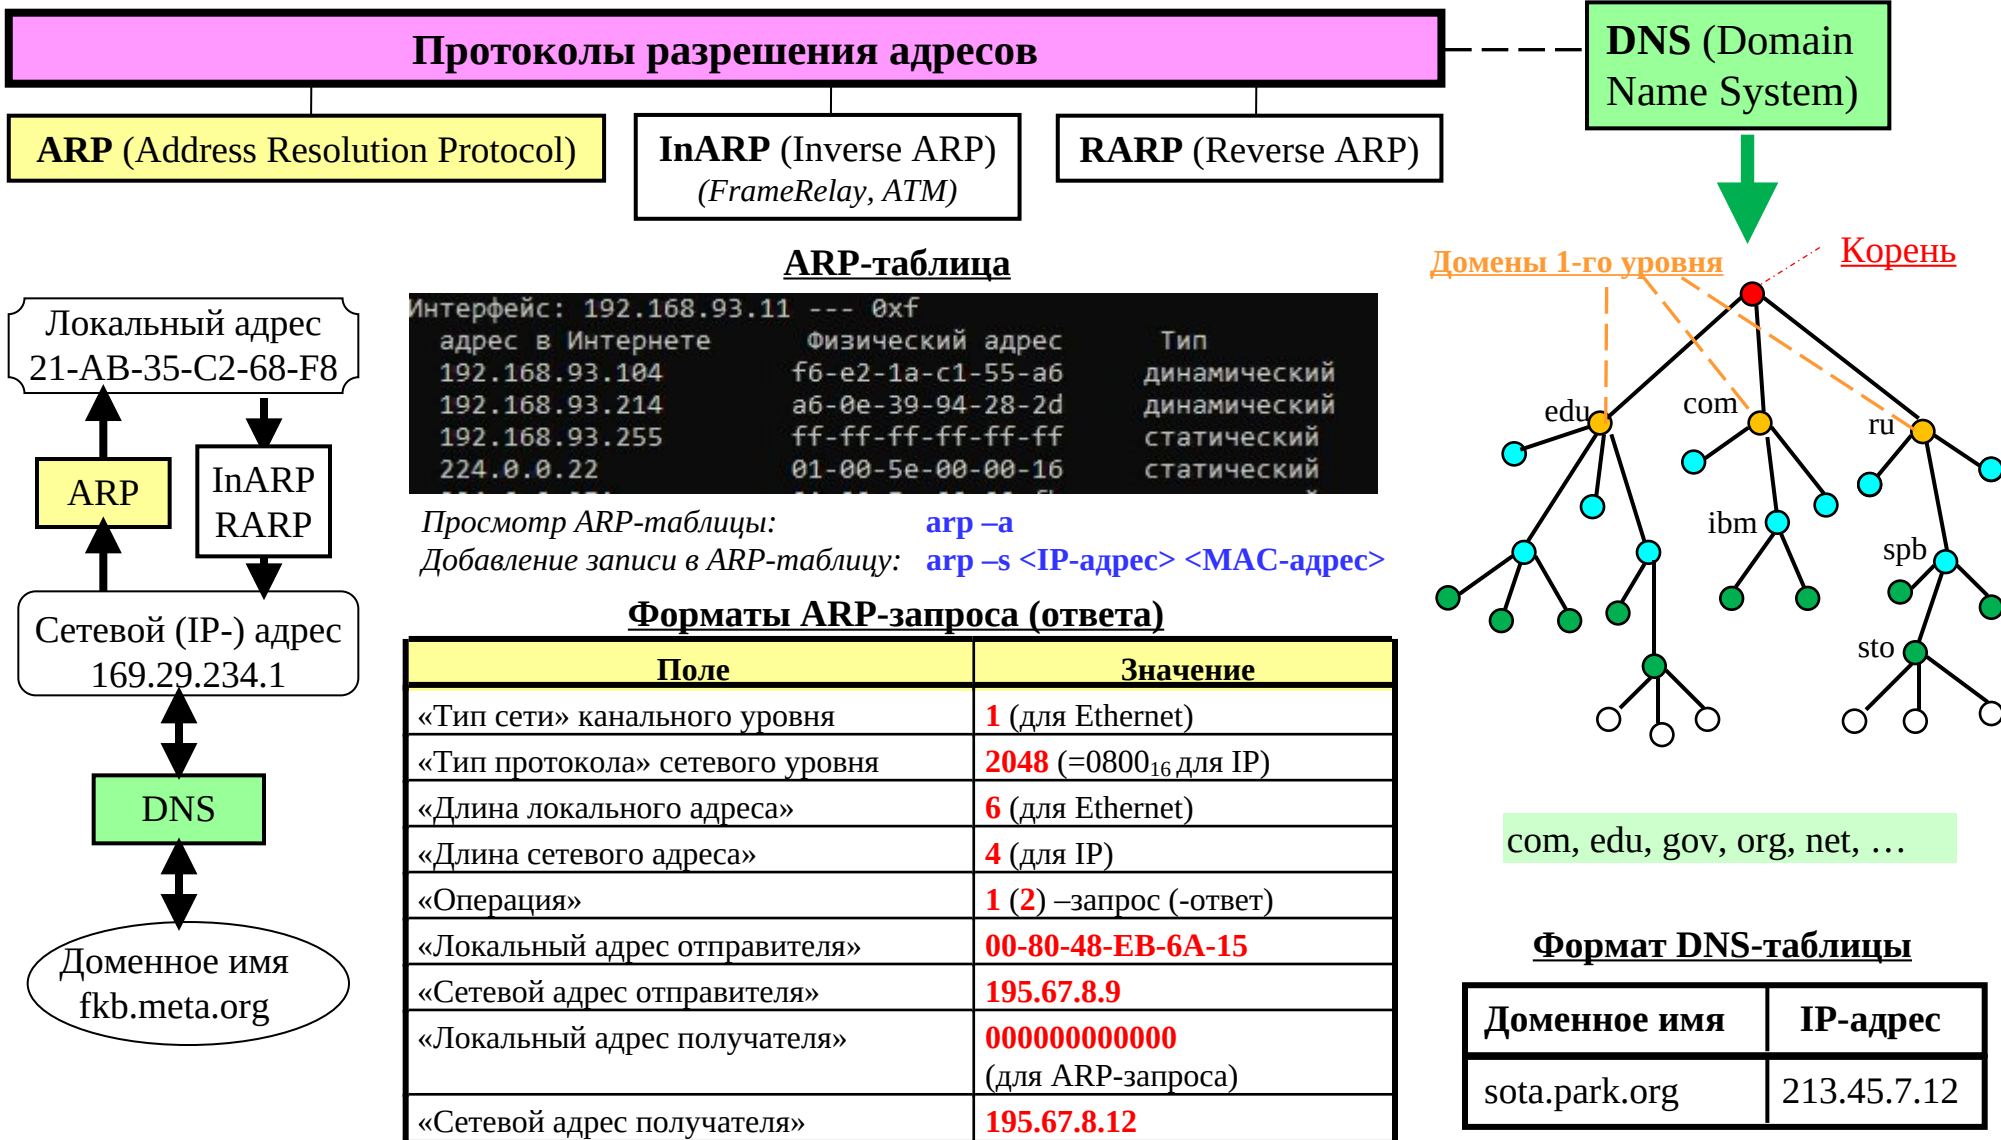 Протоколы разрешения адресов
DNS (Domain
Name System)
ARP (Address Resolution Protocol)
InARP (Inverse ARP)
(FrameRelay, ATM)
RARP (Reverse ARP)
Локальный адрес
21-AB-35-C2-68-F8
ARP
InARP
RARP
Сетевой (IP-) адрес
169.29.234.1
DNS
Доменное имя
fkb.meta.org
ARP-таблица
Интерфейс: 192.168.93.11 --- 0xf
адрес в Интернете Физический адрес Тип
192.168.93.104 f6-e2-1a-c1-55-a6 динамический
192.168.93.214 a6-0e-39-94-28-2d динамический
192.168.93.255 ff-ff-ff-ff-ff-ff статический
224.0.0.22 01-00-5e-00-00-16 статический
Просмотр ARP-таблицы: arp –a
Добавление записи в ARP-таблицу: arp –s <IP-адрес> <MAC-адрес>
Форматы ARP-запроса (ответа)
Поле Значение
«Тип сети» канального уровня 1 (для Ethernet)
«Тип протокола» сетевого уровня 2048 (=0800₁₆ для IP)
«Длина локального адреса» 6 (для Ethernet)
«Длина сетевого адреса» 4 (для IP)
«Операция» 1 (2) –запрос (-ответ)
«Локальный адрес отправителя» 00-80-48-EB-6A-15
«Сетевой адрес отправителя» 195.67.8.9
«Локальный адрес получателя» 000000000000
(для ARP-запроса)
«Сетевой адрес получателя» 195.67.8.12
Домены 1-го уровня
Корень
edu
com
ru
ibm
spb
sto
com, edu, gov, org, net, …
Формат DNS-таблицы
Доменное имя IP-адрес
sota.park.org 213.45.7.12